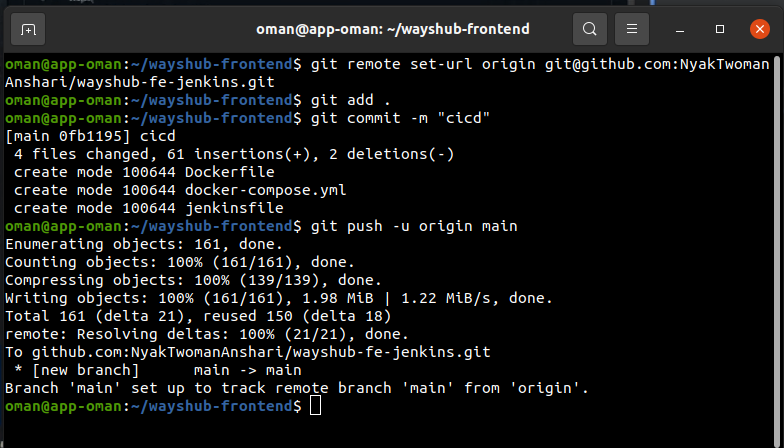 oman@app-oman: ~/wayshub-frontend
oman@app-oman:~/wayshub-frontend$ git remote set-url origin git@github.com:NyakTwoman
Anshari/wayshub-fe-jenkins.git
oman@app-oman:~/wayshub-frontend$ git add .
oman@app-oman:~/wayshub-frontend$ git commit -m "cicd"
[main 0fb1195] cicd
 4 files changed, 61 insertions(+), 2 deletions(-)
 create mode 100644 Dockerfile
 create mode 100644 docker-compose.yml
 create mode 100644 jenkinsfile
oman@app-oman:~/wayshub-frontend$ git push -u origin main
Enumerating objects: 161, done.
Counting objects: 100% (161/161), done.
Compressing objects: 100% (139/139), done.
Writing objects: 100% (161/161), 1.98 MiB | 1.22 MiB/s, done.
Total 161 (delta 21), reused 150 (delta 18)
remote: Resolving deltas: 100% (21/21), done.
To github.com:NyakTwomanAnshari/wayshub-fe-jenkins.git
 * [new branch]      main -> main
Branch 'main' set up to track remote branch 'main' from 'origin'.
oman@app-oman:~/wayshub-frontend$